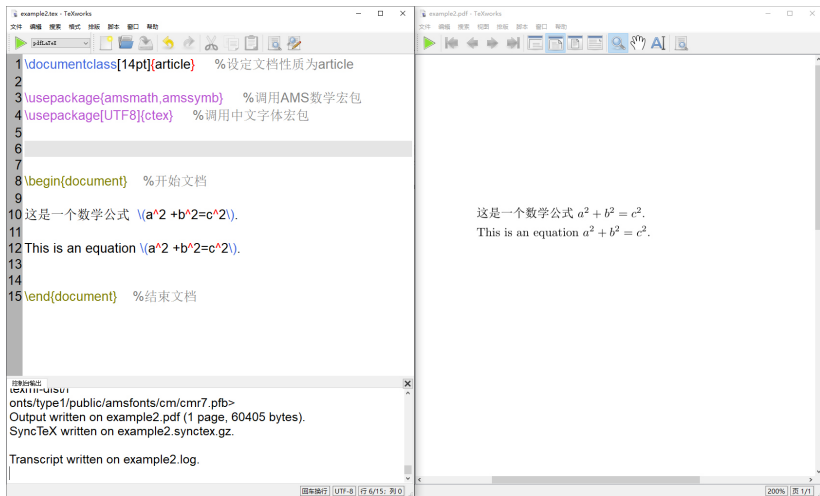 example2.tex - TeXworks
文件 编辑 搜索 格式 排版 脚本 窗口 帮助
pdfLaTeX
1 \documentclass[14pt]{article} %设定文档性质为article
2
3 \usepackage{amsmath,amssymb} %调用AMS数学宏包
4 \usepackage[UTF8]{ctex} %调用中文字体宏包
5
6
7
8 \begin{document} %开始文档
9
10 这是一个数学公式 \(a^2 +b^2=c^2\).
11
12 This is an equation \(a^2 +b^2=c^2\).
13
14
15 \end{document} %结束文档
控制台输出
texmf-dist/f
onts/type1/public/amsfonts/cm/cmr7.pfb>
Output written on example2.pdf (1 page, 60405 bytes).
SyncTeX written on example2.synctex.gz.
Transcript written on example2.log.
回车换行 UTF-8 行 6/15; 列 0
example2.pdf - TeXworks
文件 编辑 搜索 视图 排版 脚本 窗口 帮助
这是一个数学公式 a² + b² = c².
This is an equation a² + b² = c².
200% 页 1/1